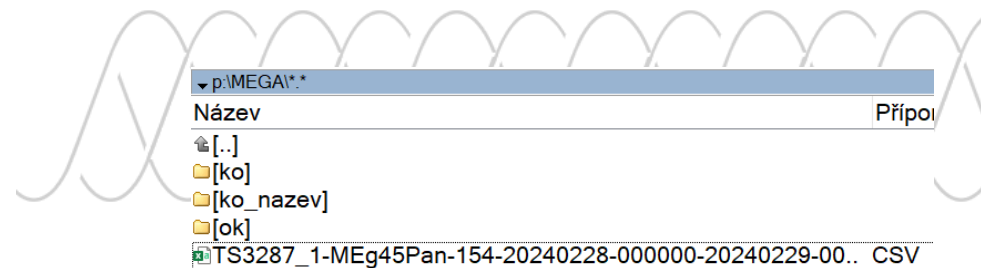 p:\MEGA\*.*
Název Přípo
[..]
[ko]
[ko_nazev]
[ok]
TS3287_1-MEg45Pan-154-20240228-000000-20240229-00.. CSV